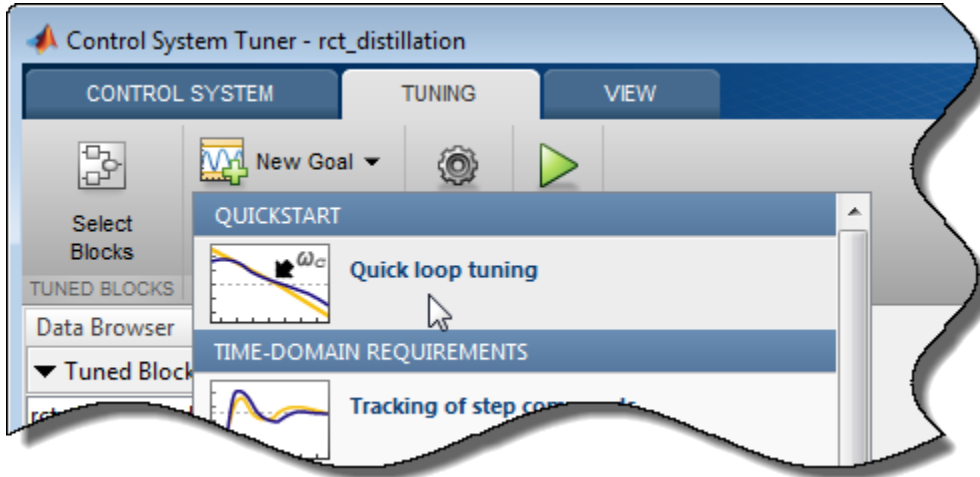 Control System Tuner - rct_distillation
CONTROL SYSTEM TUNING VIEW
New Goal
Select
Blocks
TUNED BLOCKS
QUICKSTART
ωc
Quick loop tuning
Data Browser
TIME-DOMAIN REQUIREMENTS
Tuned Block
Tracking of step